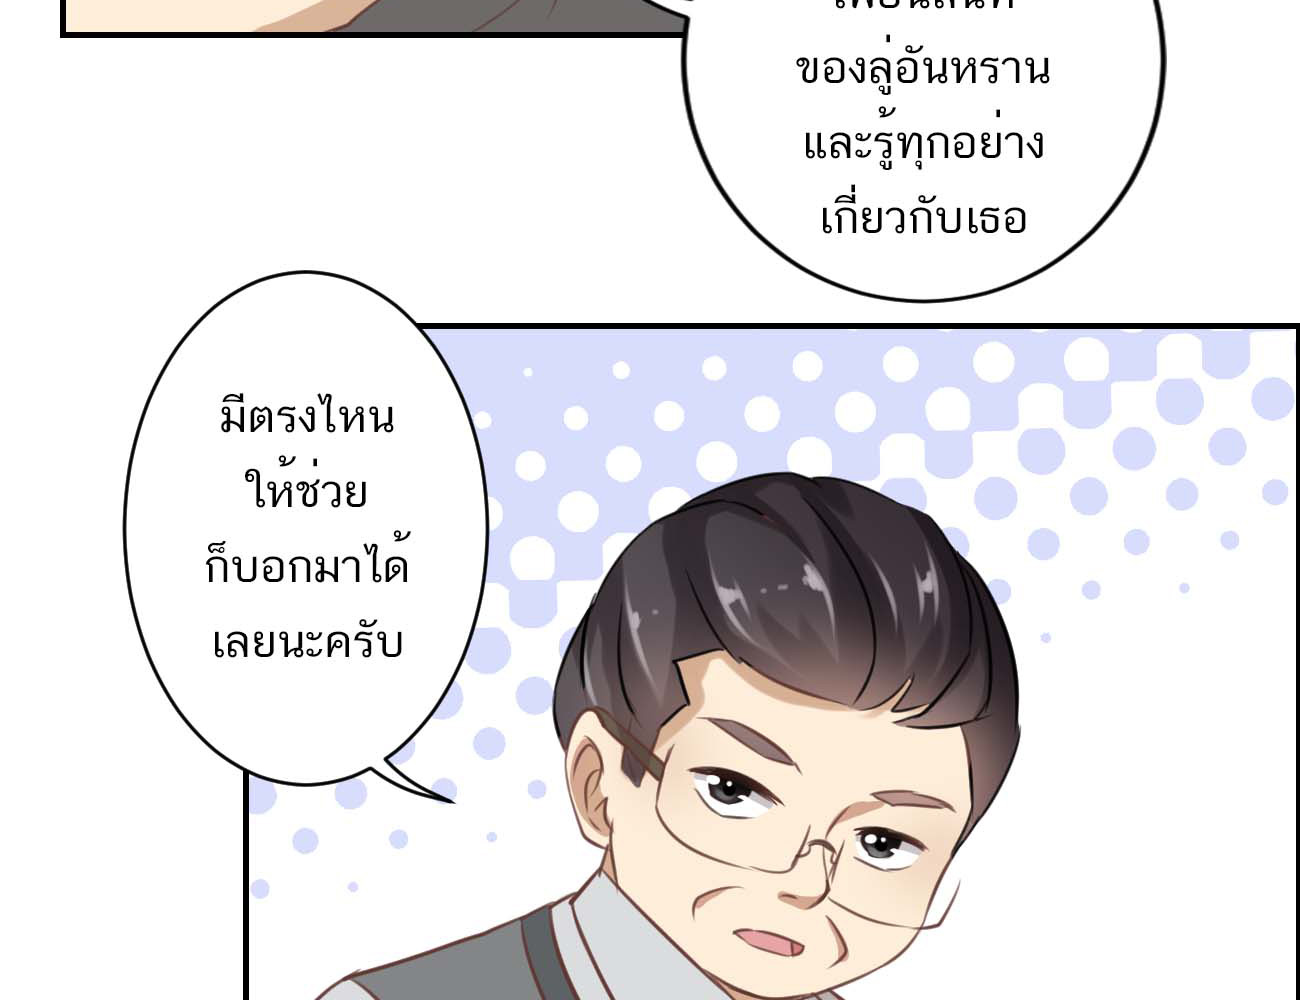 ของลู่อันหราน
และรู้ทุกอย่าง
เกี่ยวกับเธอ
มีตรงไหน
ให้ช่วย
ก็บอกมาได้
เลยนะครับ